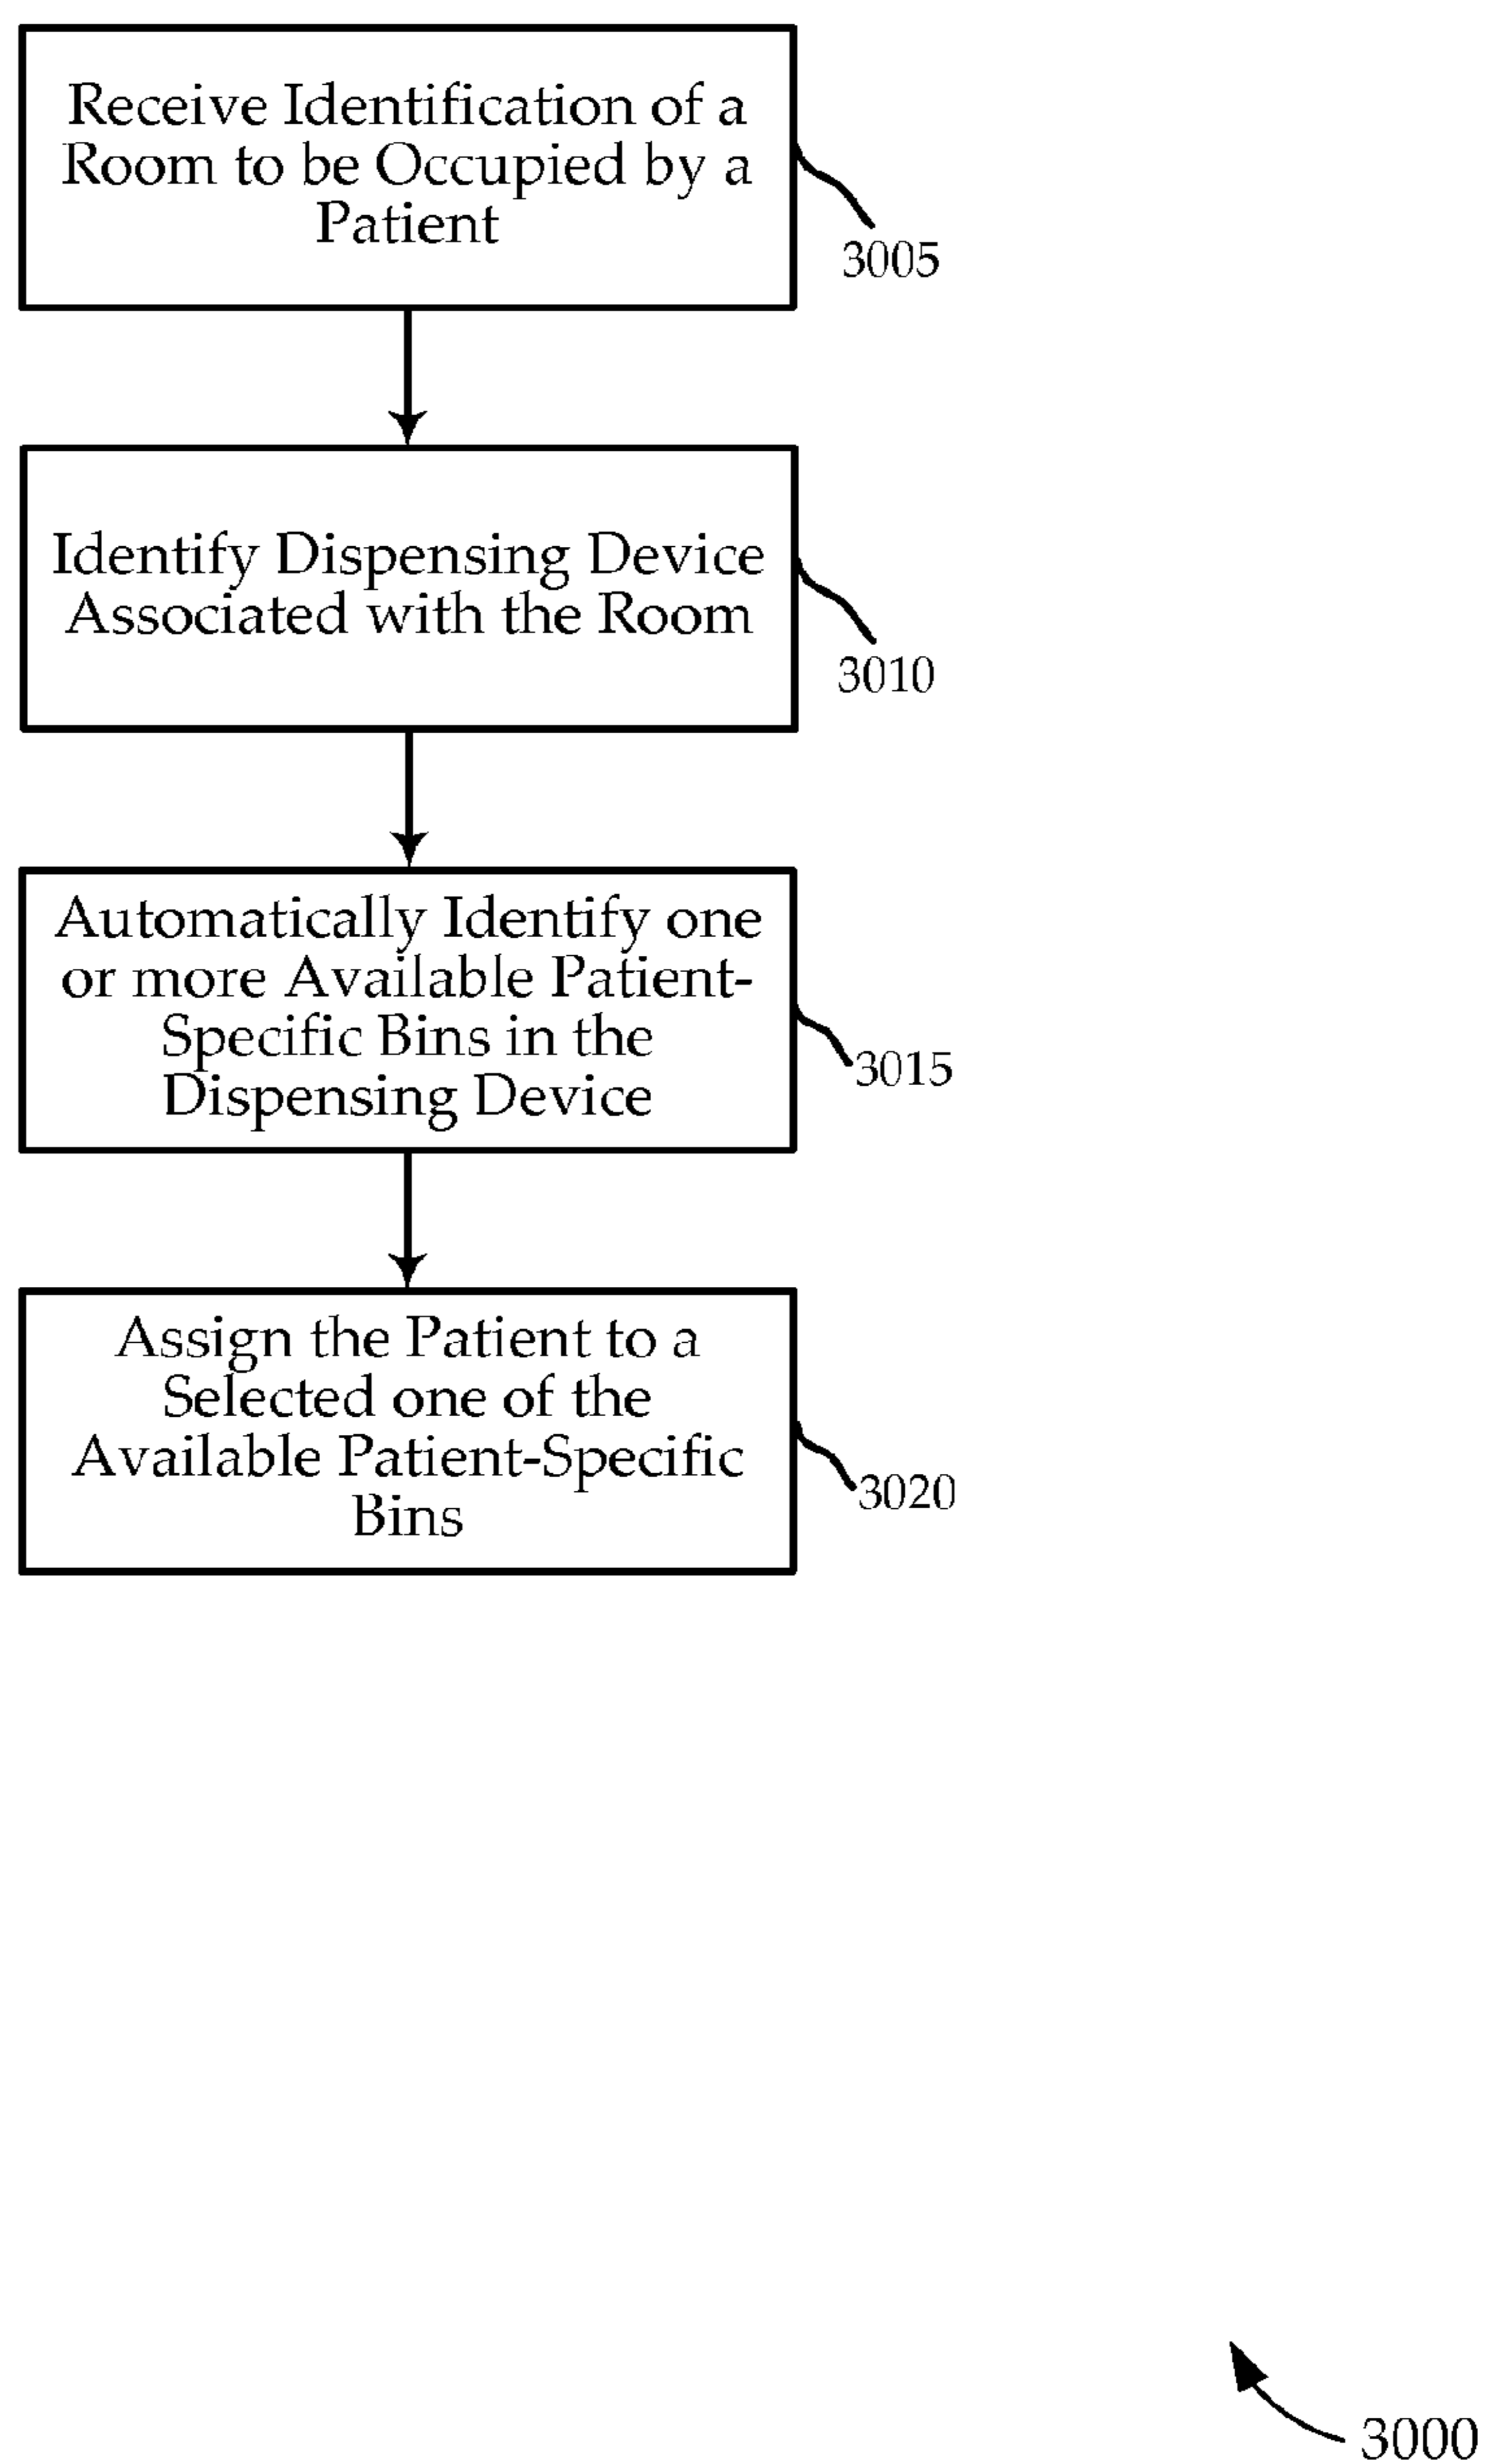 Receive Identification of a
Room to be Occupied by a
Patient
3005
Identify Dispensing Device
Associated with the Room
3010
Automatically Identify one
or more Available Patient-
Specific Bins in the
Dispensing Device
3015
Assign the Patient to a
Selected one of the
Available Patient-Specific
Bins
3020
3000